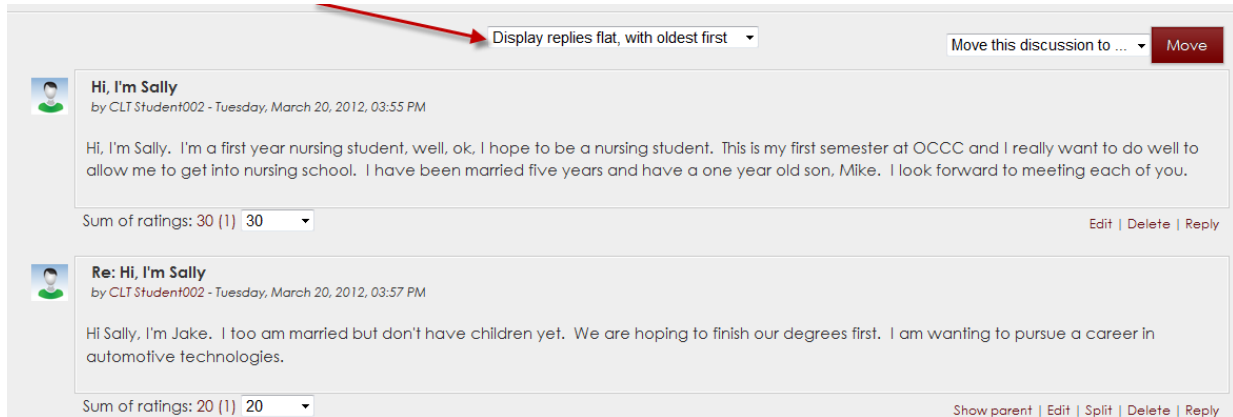 Display replies flat, with oldest first
Move this discussion to ... Move
Hi, I'm Sally
by CLT Student002 - Tuesday, March 20, 2012, 03:55 PM
Hi, I'm Sally.  I'm a first year nursing student, well, ok, I hope to be a nursing student.  This is my first semester at OCCC and I really want to do well to
allow me to get into nursing school.  I have been married five years and have a one year old son, Mike.  I look forward to meeting each of you.
Sum of ratings: 30 (1) 30
Edit | Delete | Reply
Re: Hi, I'm Sally
by CLT Student002 - Tuesday, March 20, 2012, 03:57 PM
Hi Sally, I'm Jake.  I too am married but don't have children yet.  We are hoping to finish our degrees first.  I am wanting to pursue a career in
automotive technologies.
Sum of ratings: 20 (1) 20
Show parent | Edit | Split | Delete | Reply